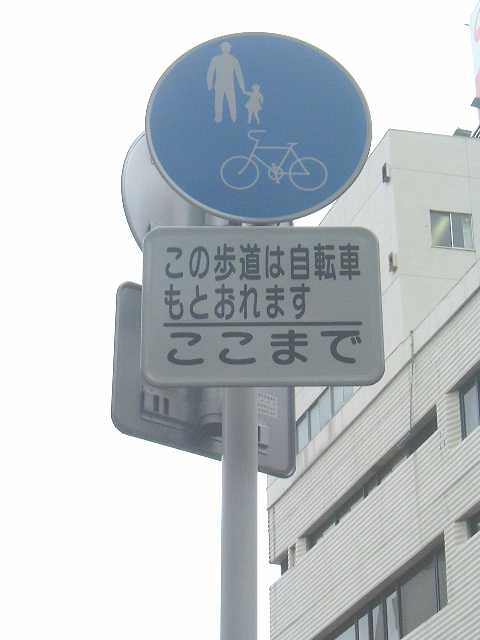 この歩道は自転車
もとおれます
ここまで